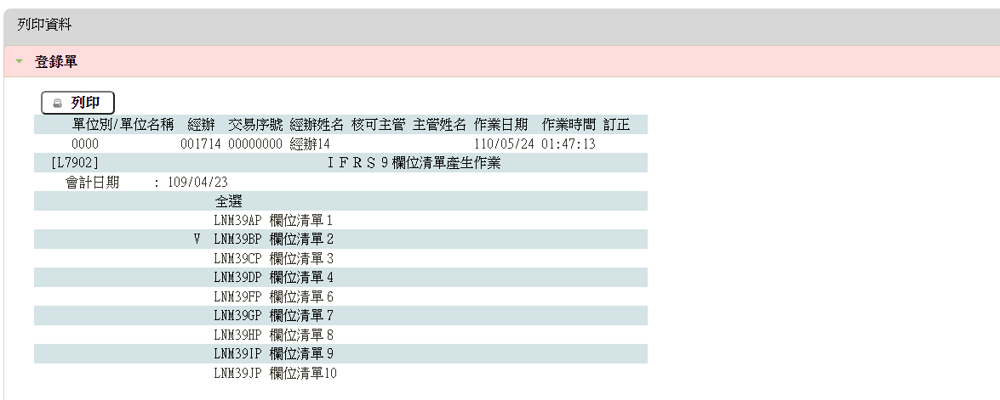 列印資料
登錄單
列印
單位別/單位名稱 經辦 交易序號 經辦姓名 核可主管 主管姓名 作業日期 作業時間 訂正
0000 001714 00000000 經辦14 110/05/24 01:47:13
[L7902] ＩＦＲＳ９欄位清單產生作業
會計日期 : 109/04/23
全選
LNM39AP 欄位清單１
V LNM39BP 欄位清單２
LNM39CP 欄位清單３
LNM39DP 欄位清單４
LNM39FP 欄位清單６
LNM39GP 欄位清單７
LNM39HP 欄位清單８
LNM39IP 欄位清單９
LNM39JP 欄位清單10